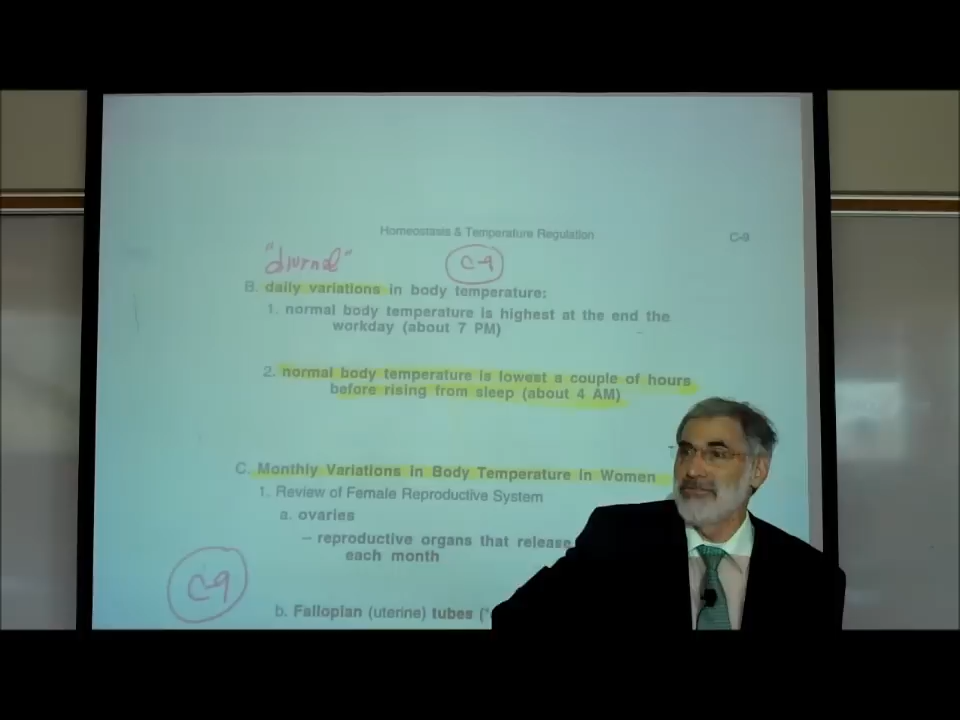 Homeostasis & Temperature Regulation
C-9
"diurnal"
C-9
B. daily variations in body temperature:
1. normal body temperature is highest at the end the
workday (about 7 PM)
2. normal body temperature is lowest a couple of hours
before rising from sleep (about 4 AM)
C. Monthly Variations in Body Temperature in Women
1. Review of Female Reproductive System
a. ovaries
– reproductive organs that release
each month
C-9
b. Fallopian (uterine) tubes ("